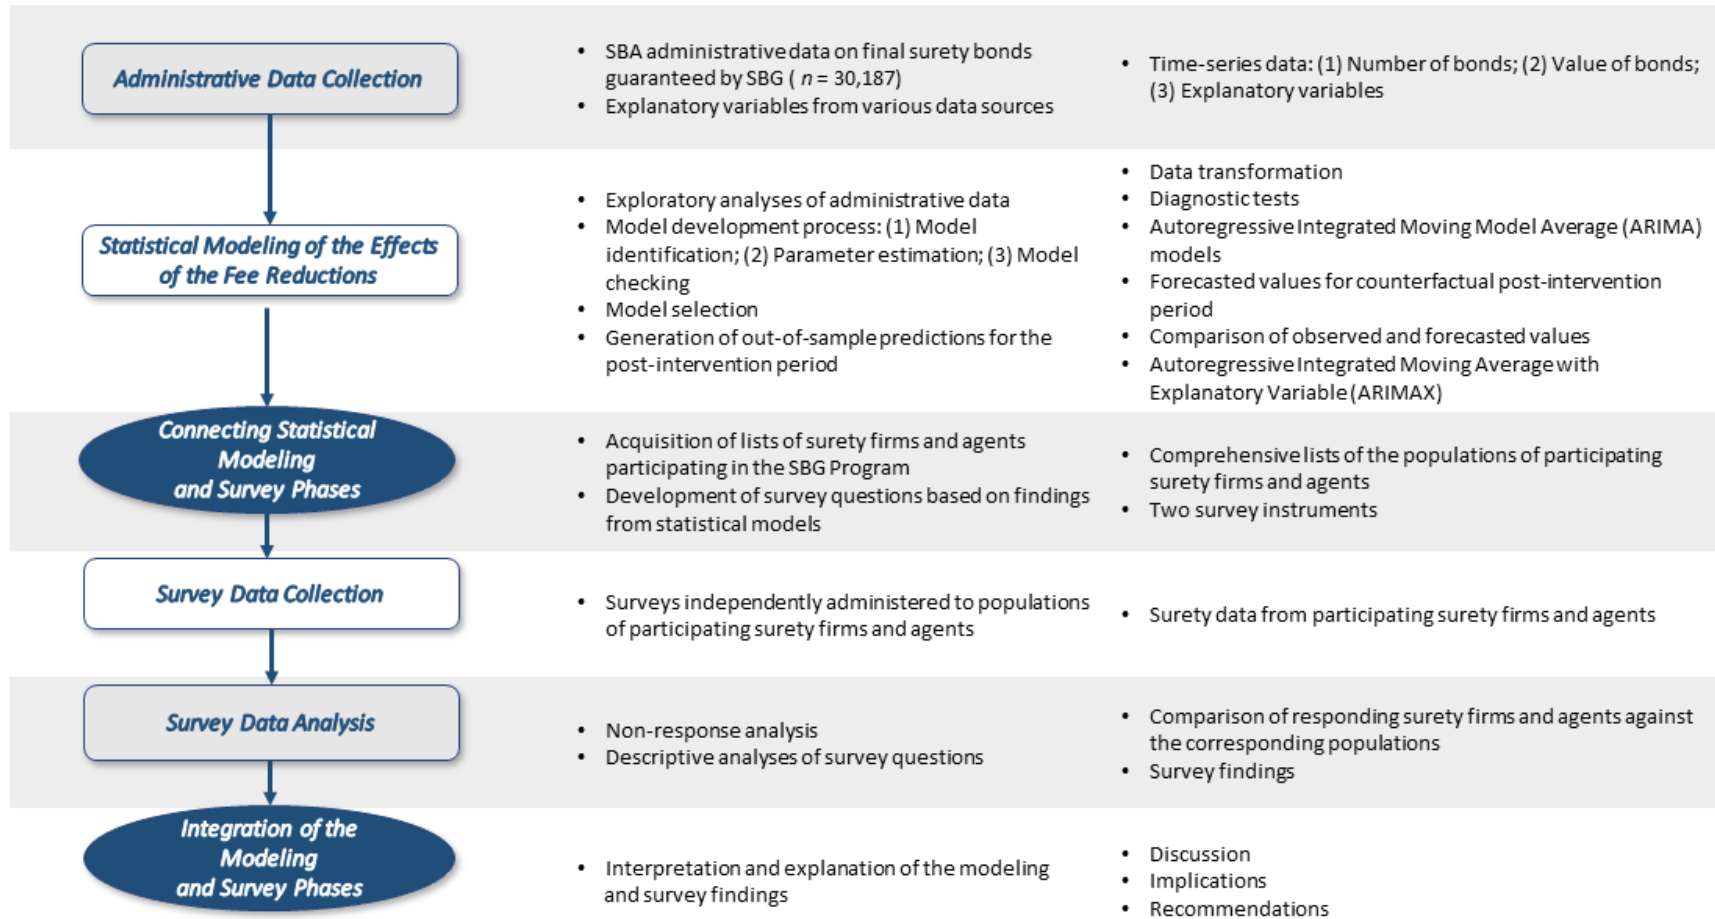 Administrative Data Collection
• SBA administrative data on final surety bonds
guaranteed by SBG ( n = 30,187)
• Explanatory variables from various data sources
• Time-series data: (1) Number of bonds; (2) Value of bonds;
(3) Explanatory variables
Statistical Modeling of the Effects
of the Fee Reductions
• Exploratory analyses of administrative data
• Model development process: (1) Model
identification; (2) Parameter estimation; (3) Model
checking
• Model selection
• Generation of out-of-sample predictions for the
post-intervention period
• Data transformation
• Diagnostic tests
• Autoregressive Integrated Moving Model Average (ARIMA)
models
• Forecasted values for counterfactual post-intervention
period
• Comparison of observed and forecasted values
• Autoregressive Integrated Moving Average with
Explanatory Variable (ARIMAX)
Connecting Statistical
Modeling
and Survey Phases
• Acquisition of lists of surety firms and agents
participating in the SBG Program
• Development of survey questions based on findings
from statistical models
• Comprehensive lists of the populations of participating
surety firms and agents
• Two survey instruments
Survey Data Collection
• Surveys independently administered to populations
of participating surety firms and agents
• Surety data from participating surety firms and agents
Survey Data Analysis
• Non-response analysis
• Descriptive analyses of survey questions
• Comparison of responding surety firms and agents against
the corresponding populations
• Survey findings
Integration of the
Modeling
and Survey Phases
• Interpretation and explanation of the modeling
and survey findings
• Discussion
• Implications
• Recommendations